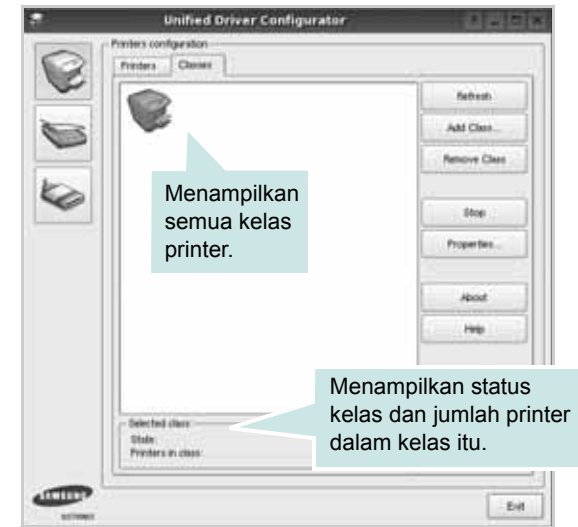 Unified Driver Configurator
Printers configuration
Printers Classes
Refresh
Add Class...
Remove Class
Stop
Properties...
About
Help
Menampilkan
semua kelas
printer.
Menampilkan status
kelas dan jumlah printer
dalam kelas itu.
Selected class:
State:
Printers in class:
SAMSUNG
ELECTRONICS
Exit